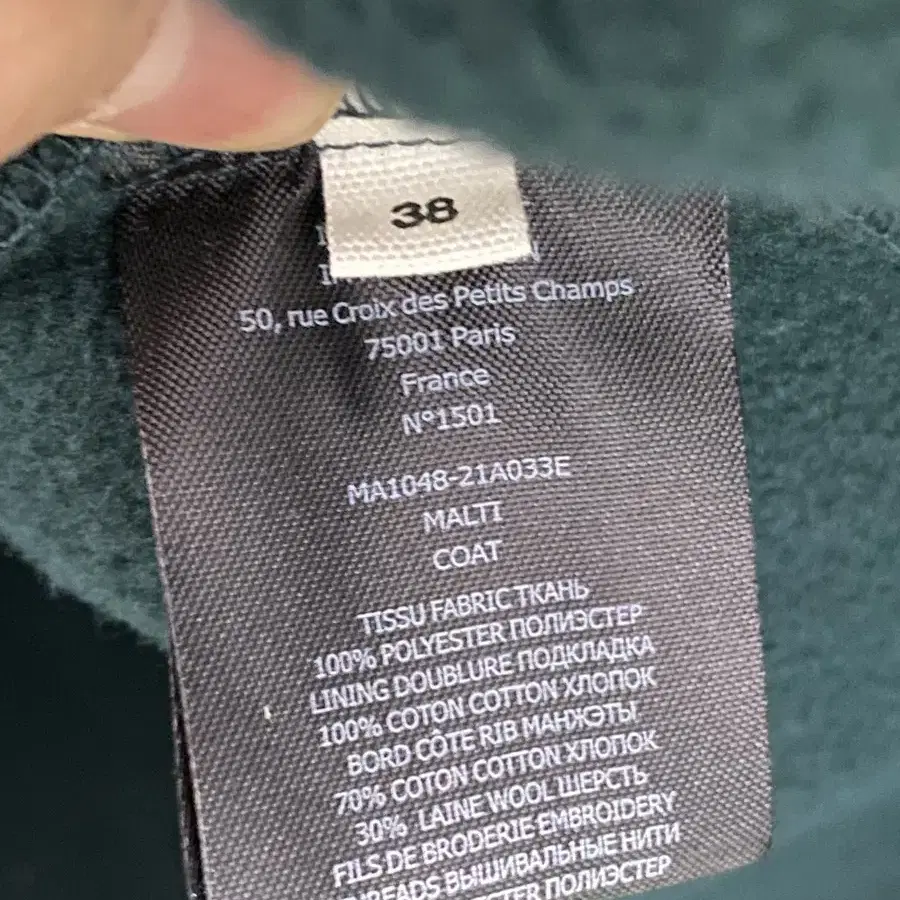 38
50, rue Croix des Petits Champs
75001 Paris
France
N°1501
MA1048-21A033E
MALTI
COAT
TISSU FABRIC ТКАНЬ
100% POLYESTER ПОЛИЭСТЕР
LINING DOUBLURE ПОДКЛАДКА
100% COTON COTTON ХЛОПОК
BORD CÔTE RIB МАНЖЭТЫ
70% COTON COTTON ХЛОПОК
30% LAINE WOOL ШЕРСТЬ
FILS DE BRODERIE EMBROIDERY
THREADS ВЫШИВАЛЬНЫЕ НИТИ
ПОЛИЭСТЕР